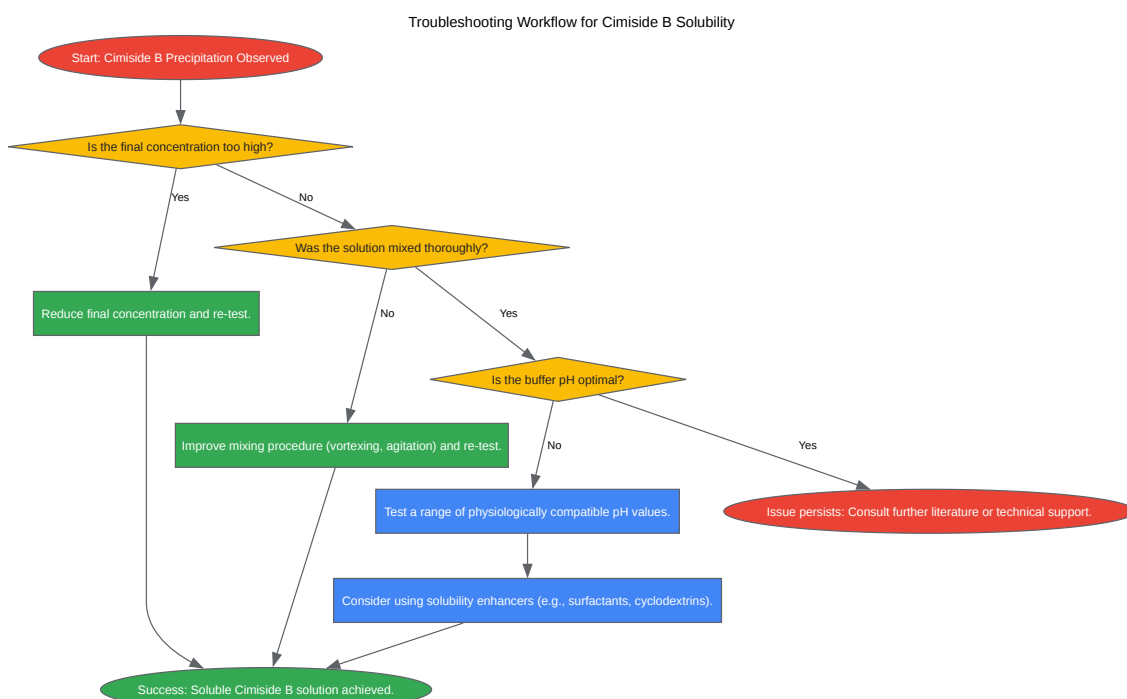 Troubleshooting Workflow for Cimiside B Solubility
Start: Cimiside B Precipitation Observed
Is the final concentration too high?
Yes
No
Was the solution mixed thoroughly?
Reduce final concentration and re-test.
No
Yes
Is the buffer pH optimal?
Improve mixing procedure (vortexing, agitation) and re-test.
No
Yes
Test a range of physiologically compatible pH values.
Issue persists: Consult further literature or technical support.
Consider using solubility enhancers (e.g., surfactants, cyclodextrins).
Success: Soluble Cimiside B solution achieved.